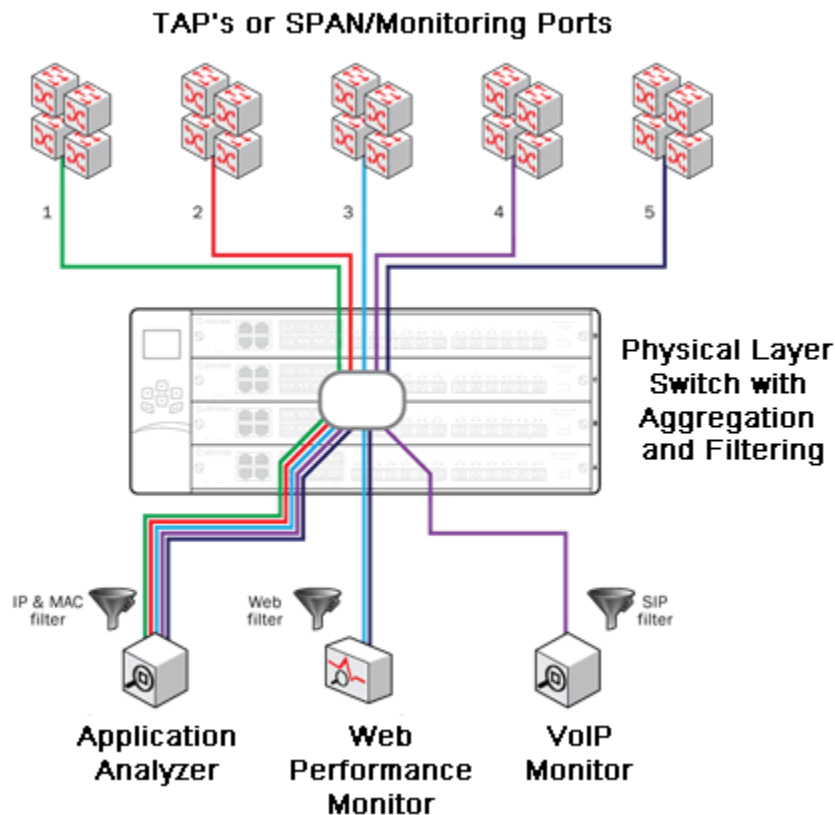 TAP's or SPAN/Monitoring Ports
1
2
3
4
5
Physical Layer
Switch with
Aggregation
and Filtering
IP & MAC
filter
Web
filter
SIP
filter
Application
Analyzer
Web
Performance
Monitor
VoIP
Monitor